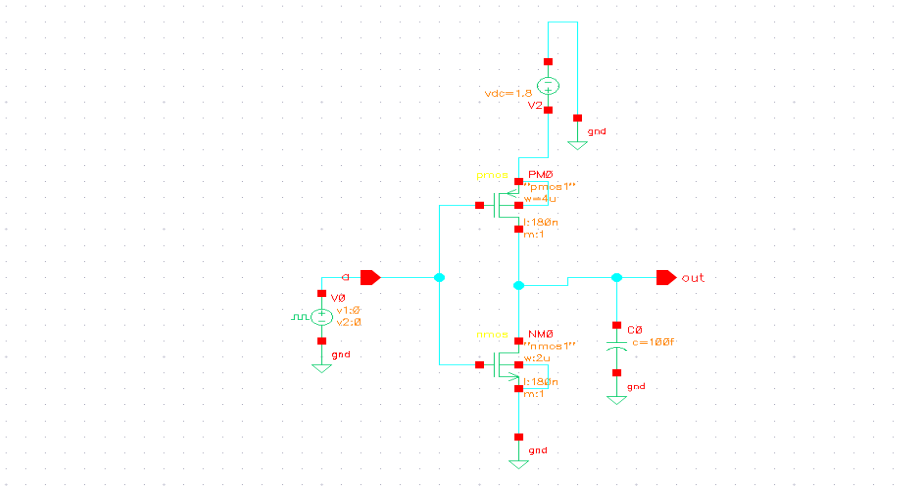 vdc=1.8
V2
gnd
pmos
PM0
"pmos1"
w=4u
l:180n
m:1
a
out
V0
v1:0
v2:0
gnd
nmos
NM0
"nmos1"
w:2u
l:180n
m:1
C0
c=100f
gnd
gnd